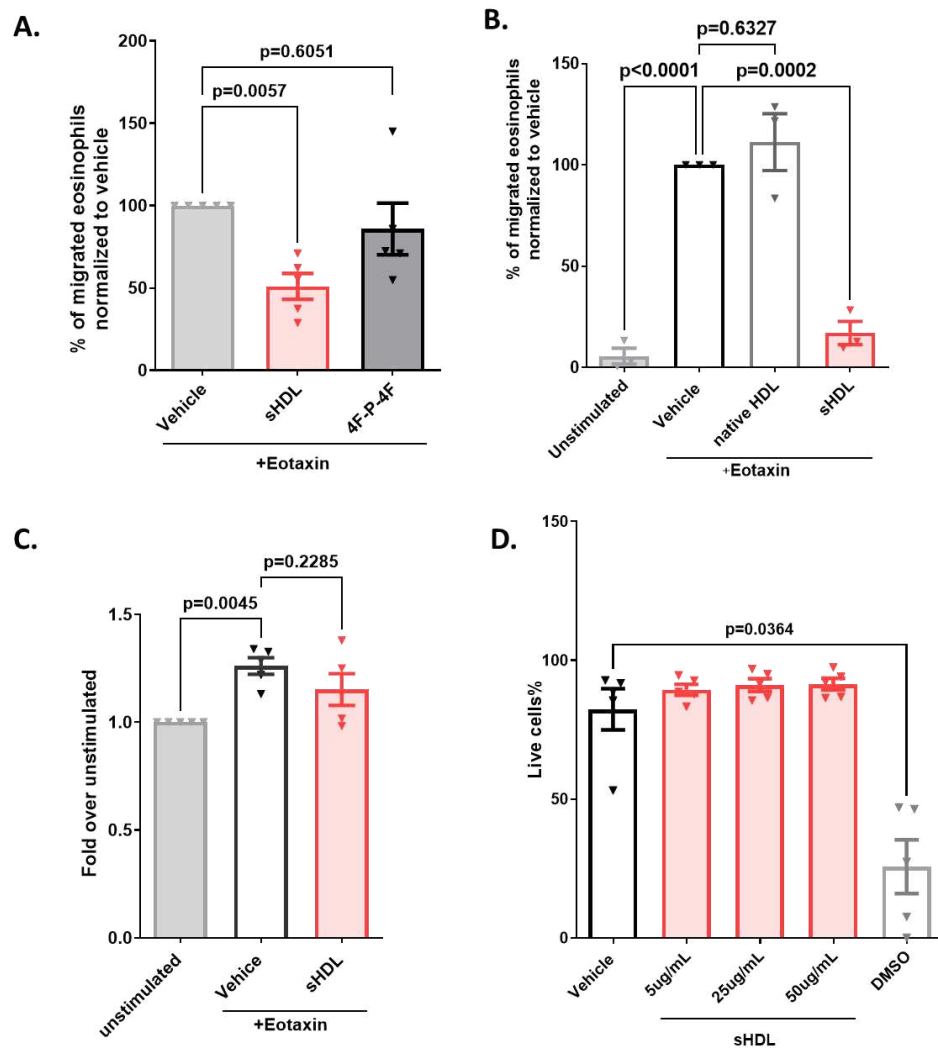 A.
% of migrated eosinophils
normalized to vehicle
200
150
100
50
0
p=0.6051
p=0.0057
Vehicle
sHDL
4F-P-4F
+Eotaxin
B.
% of migrated eosinophils
normalized to vehicle
150
100
50
0
p=0.6327
p<0.0001
p=0.0002
Unstimulated
Vehicle
native HDL
sHDL
+Eotaxin
C.
Fold over unstimulated
1.5
1.0
0.5
0.0
p=0.2285
p=0.0045
unstimulated
Vehice
sHDL
+Eotaxin
D.
Live cells%
150
100
50
0
p=0.0364
Vehicle
5ug/mL
25ug/mL
50ug/mL
DMSO
sHDL